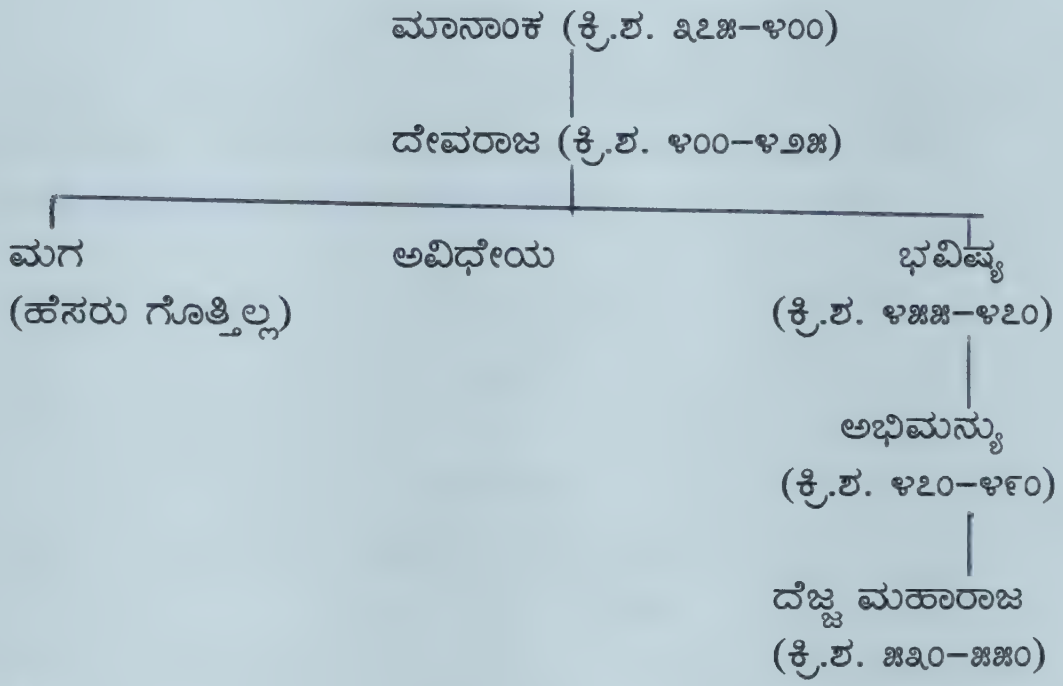 ಮಾನಾಂಕ (ಕ್ರಿ.ಶ. ೩೭೫–೪೦೦)
ದೇವರಾಜ (ಕ್ರಿ.ಶ. ೪೦೦–೪೨೫)
ಮಗ ಅವಿಧೇಯ ಭವಿಷ್ಯ
(ಹೆಸರು ಗೊತ್ತಿಲ್ಲ) (ಕ್ರಿ.ಶ. ೪೫೫–೪೭೦)
ಅಭಿಮನ್ಯು
(ಕ್ರಿ.ಶ. ೪೭೦–೪೯೦)
ದೆಜ್ಜ ಮಹಾರಾಜ
(ಕ್ರಿ.ಶ. ೫೩೦–೫೫೦)